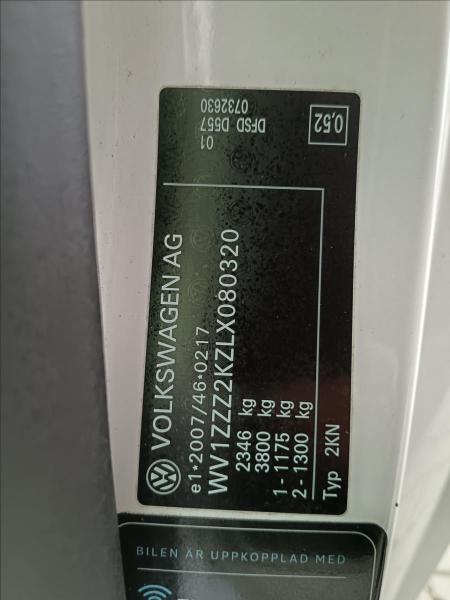 VOLKSWAGEN AG
e1*2007/46*0217
WV1ZZZ2KZLX080320
2346 kg
3800 kg
1 - 1175 kg
2 - 1300 kg
Typ 2KN
01
DFSD D557
0732630
0,52
BILEN ÄR UPPKOPPLAD MED